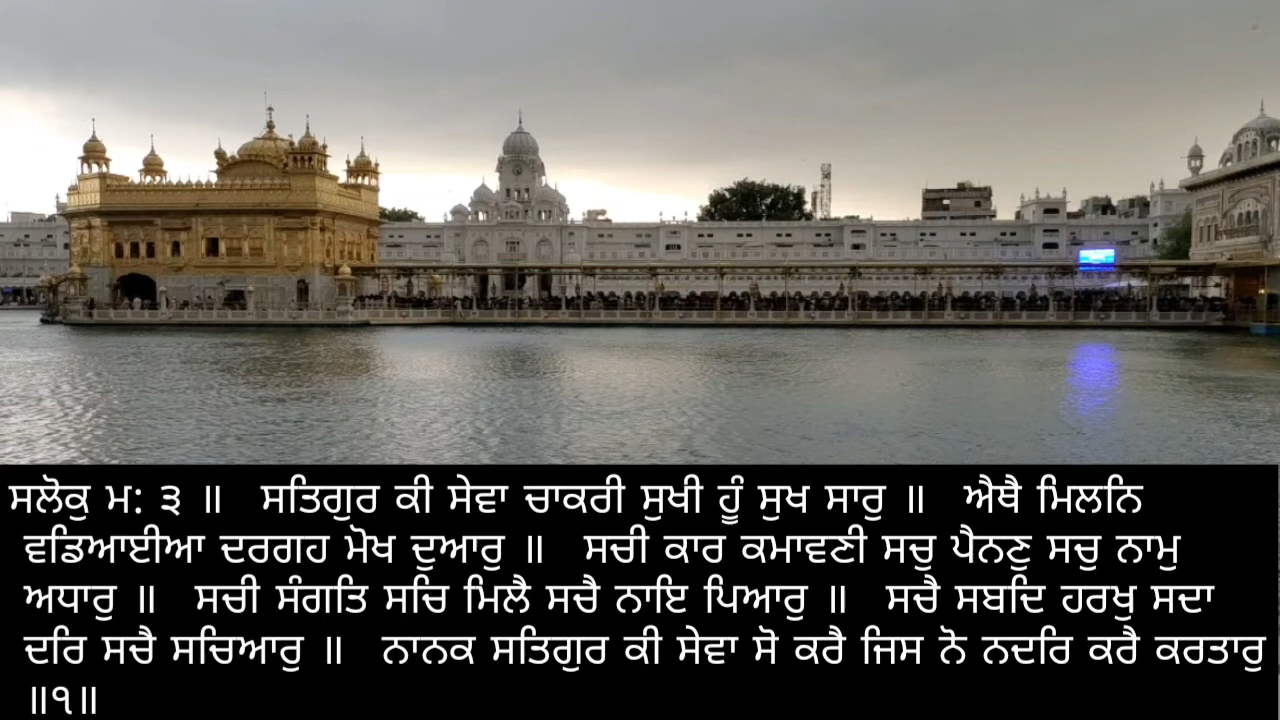 ਸਲੋਕੁ ਮ: ੩ ॥ ਸਤਿਗੁਰ ਕੀ ਸੇਵਾ ਚਾਕਰੀ ਸੁਖੀ ਹੂੰ ਸੁਖ ਸਾਰੁ ॥ ਐਥੈ ਮਿਲਨਿ
ਵਡਿਆਈਆ ਦਰਗਹ ਮੋਖ ਦੁਆਰੁ ॥ ਸਚੀ ਕਾਰ ਕਮਾਵਣੀ ਸਚੁ ਪੈਨਣੁ ਸਚੁ ਨਾਮੁ
ਅਧਾਰੁ ॥ ਸਚੀ ਸੰਗਤਿ ਸਚਿ ਮਿਲੈ ਸਚੈ ਨਾਇ ਪਿਆਰੁ ॥ ਸਚੈ ਸਬਦਿ ਹਰਖੁ ਸਦਾ
ਦਰਿ ਸਚੈ ਸਚਿਆਰੁ ॥ ਨਾਨਕ ਸਤਿਗੁਰ ਕੀ ਸੇਵਾ ਸੋ ਕਰੈ ਜਿਸ ਨੋ ਨਦਰਿ ਕਰੈ ਕਰਤਾਰੁ
॥੧॥